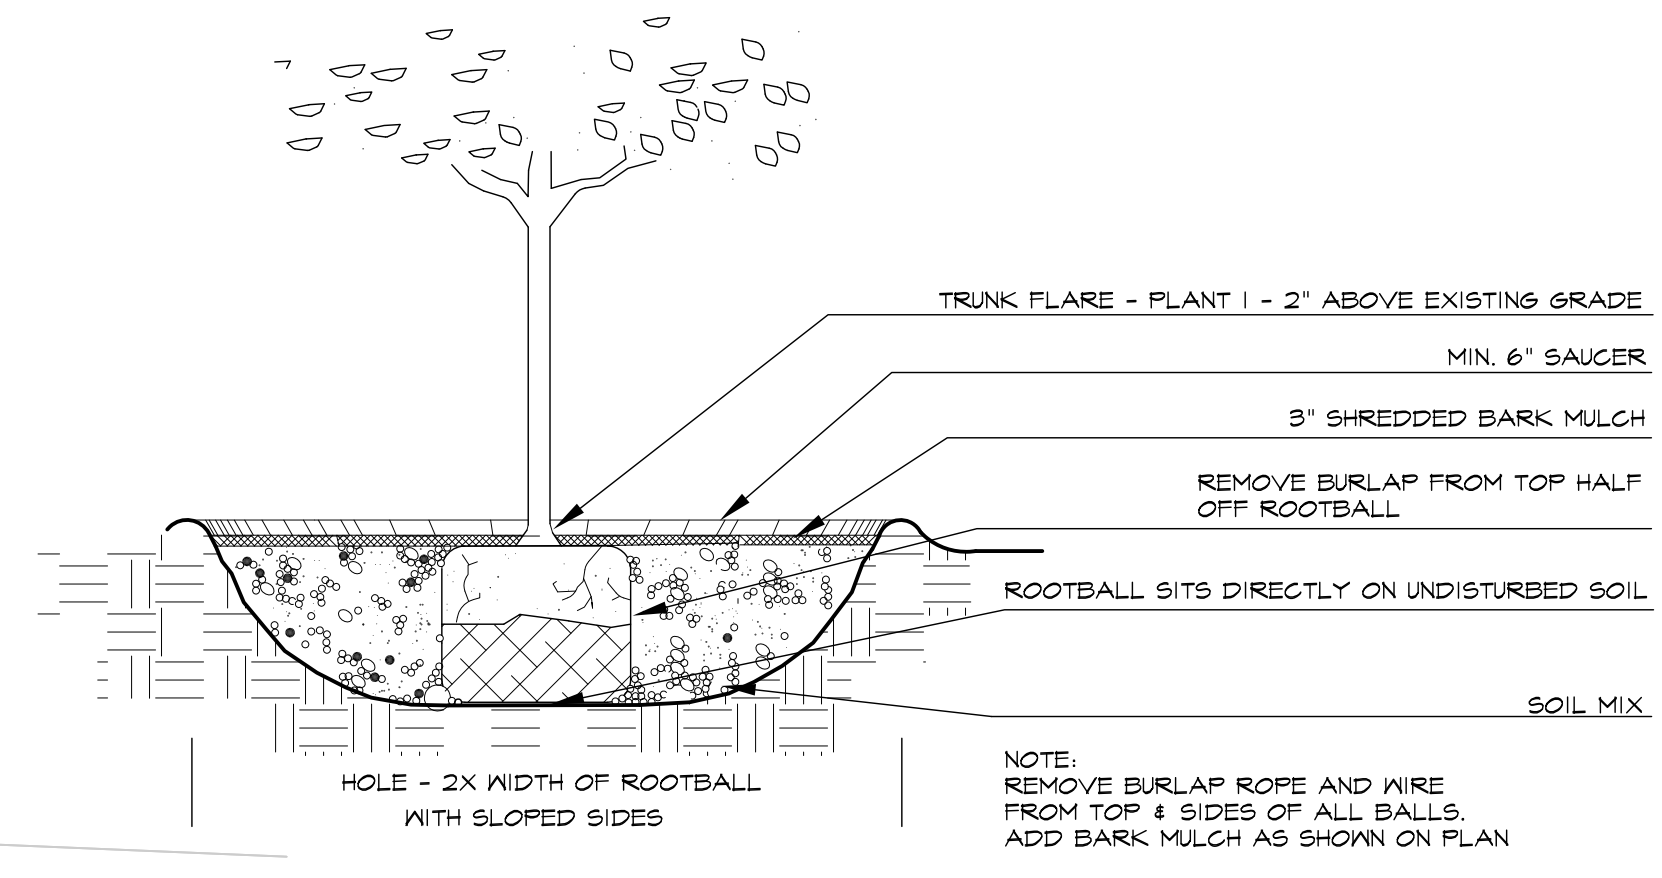 TRUNK FLARE - PLANT 1 - 2" ABOVE EXISTING GRADE
MIN. 6" SAUCER
3" SHREDDED BARK MULCH
REMOVE BURLAP FROM TOP HALF
OFF ROOTBALL
ROOTBALL SITS DIRECTLY ON UNDISTURBED SOIL
SOIL MIX
HOLE - 2X WIDTH OF ROOTBALL
WITH SLOPED SIDES
NOTE:
REMOVE BURLAP ROPE AND WIRE
FROM TOP & SIDES OF ALL BALLS.
ADD BARK MULCH AS SHOWN ON PLAN